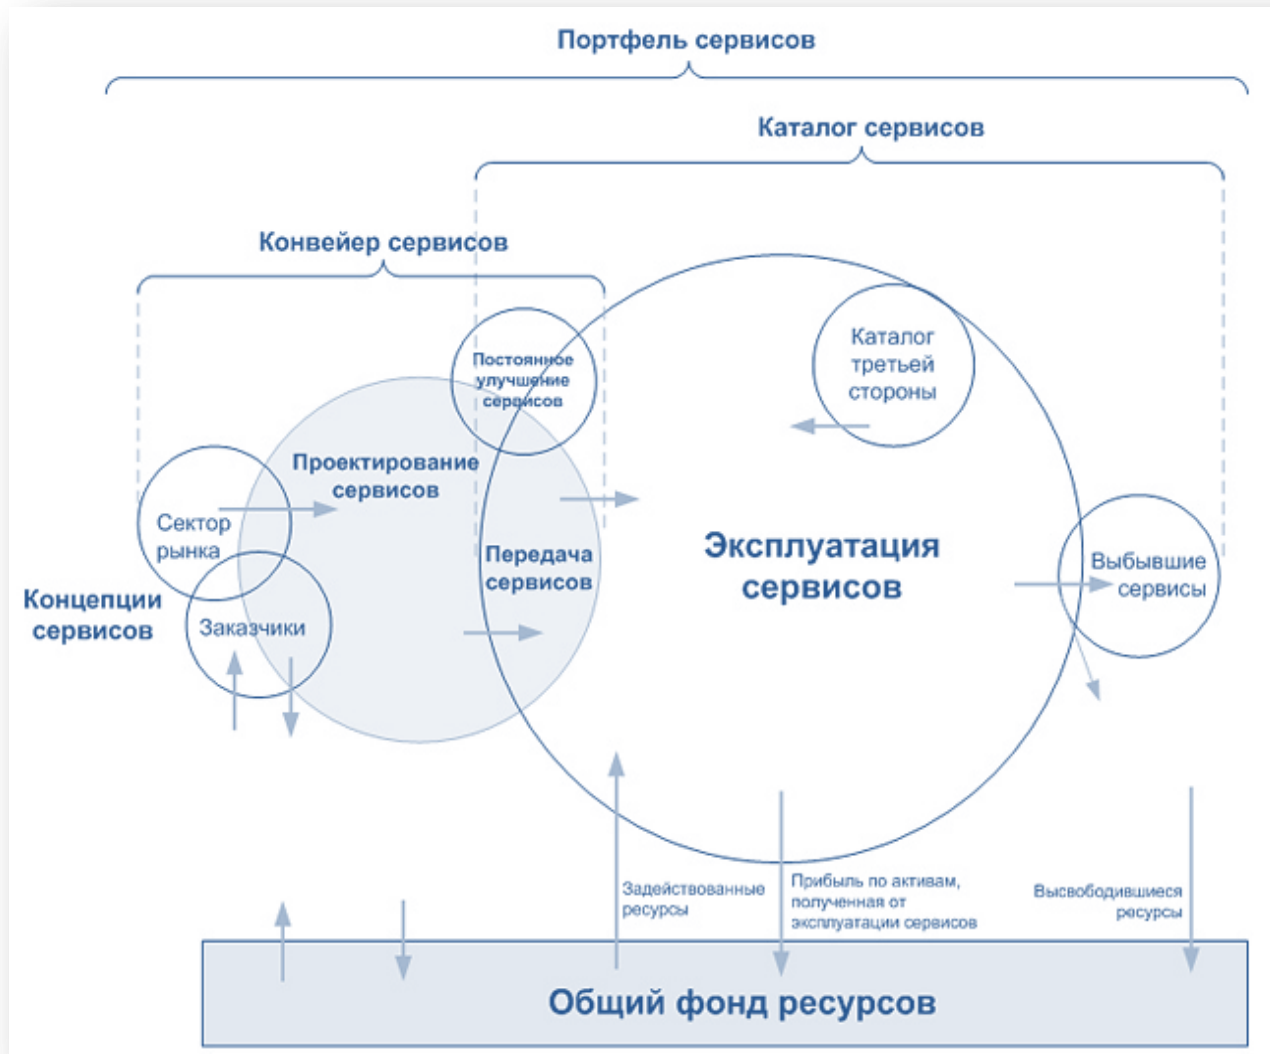 Портфель сервисов
Каталог сервисов
Конвейер сервисов
Постоянное
улучшение
сервисов
Каталог
третьей
стороны
Проектирование
сервисов
Сектор
рынка
Передача
сервисов
Эксплуатация
сервисов
Выбывшие
сервисы
Концепции
сервисов
Заказчики
Задействованные
ресурсы
Прибыль по активам,
полученная от
эксплуатации сервисов
Высвободившиеся
ресурсы
Общий фонд ресурсов